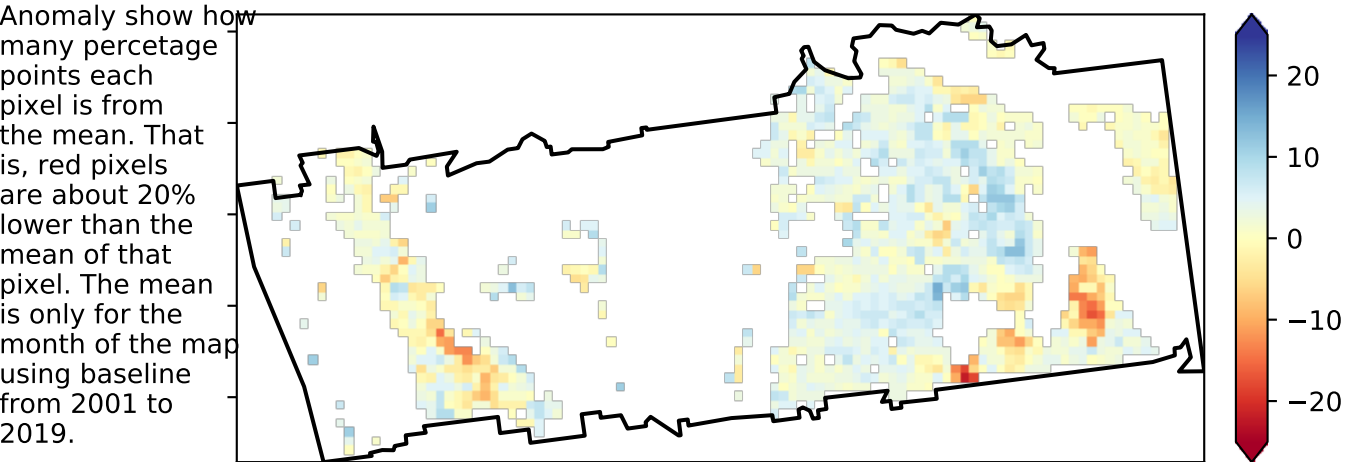 Anomaly show how
many percetage
points each
pixel is from
the mean. That
is, red pixels
are about 20%
lower than the
mean of that
pixel. The mean
is only for the
month of the map
using baseline
from 2001 to
2019.
20
10
0
−10
−20